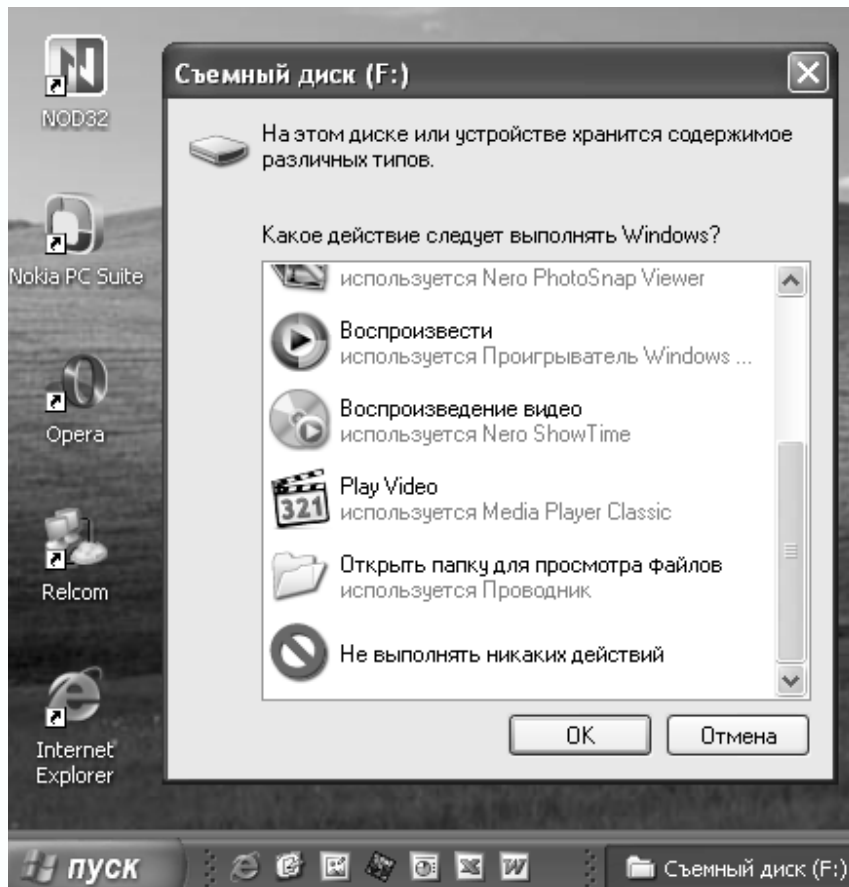 NOD32
Nokia PC Suite
Opera
Relcom
Internet
Explorer
Съемный диск (F:)
На этом диске или устройстве хранится содержимое
различных типов.
Какое действие следует выполнять Windows?
используется Nero PhotoSnap Viewer
Воспроизвести
используется Проигрыватель Windows ...
Воспроизведение видео
используется Nero ShowTime
321
Play Video
используется Media Player Classic
Открыть папку для просмотра файлов
используется Проводник
Не выполнять никаких действий
OK
Отмена
пуск
Съемный диск (F:)